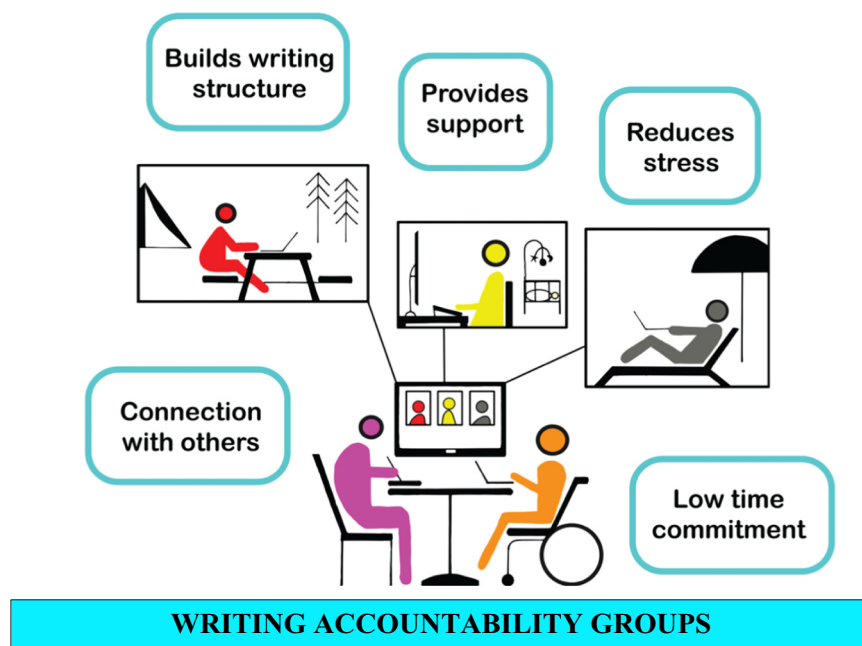 Builds writing
structure
Provides
support
Reduces
stress
Connection
with others
Low time
commitment
WRITING ACCOUNTABILITY GROUPS